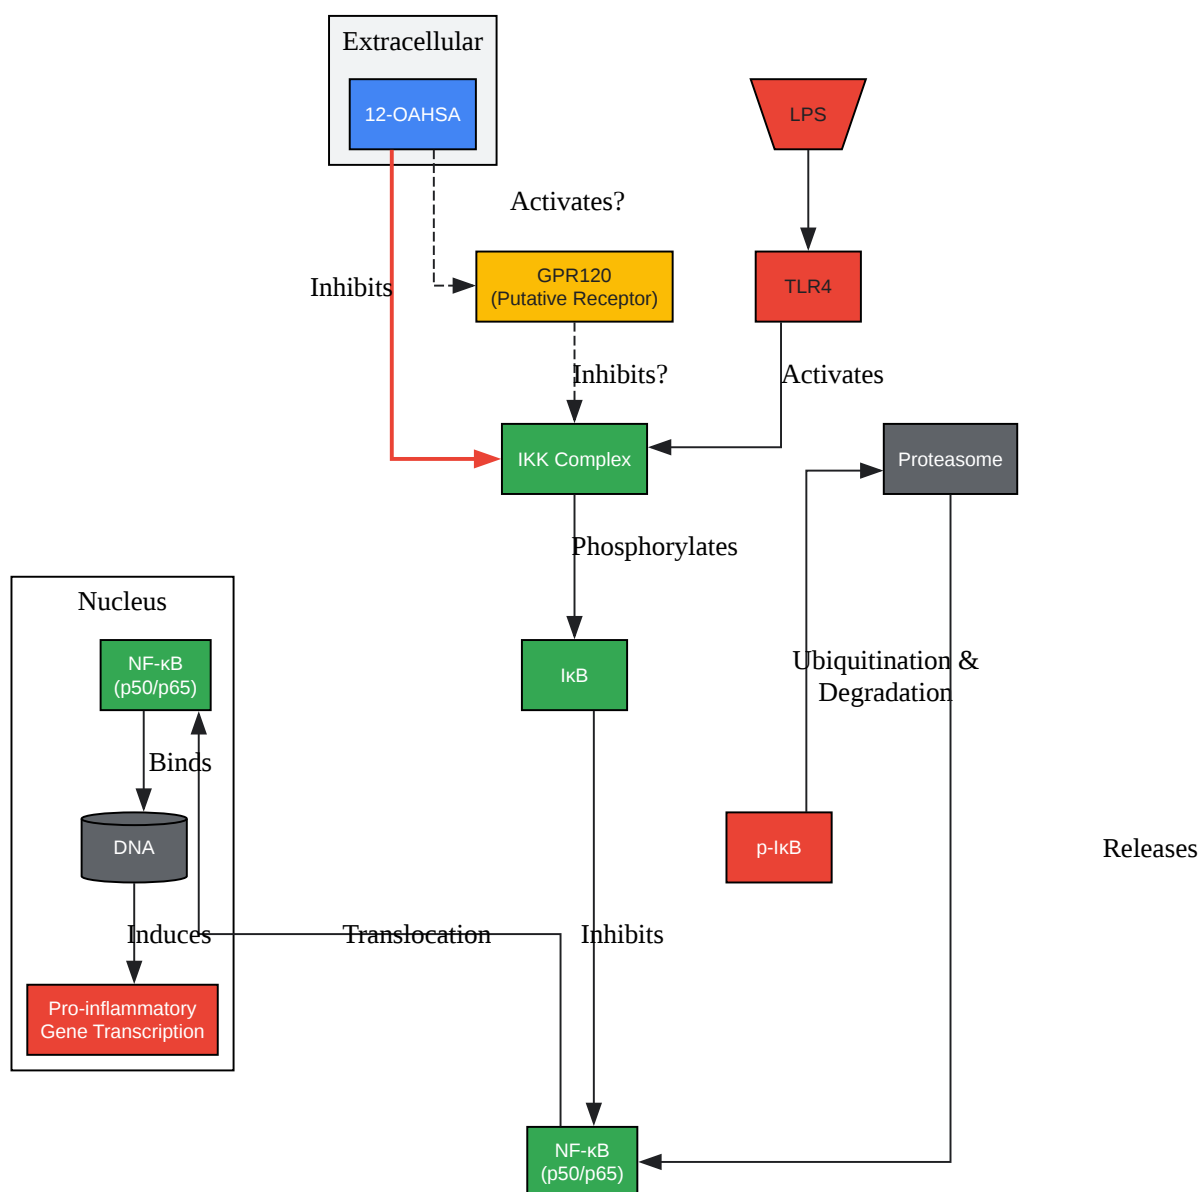 Extracellular
12-OAHSA
LPS
Activates?
GPR120
(Putative Receptor)
TLR4
Inhibits
Inhibits?
Activates
IKK Complex
Proteasome
Phosphorylates
Nucleus
NF-κB
(p50/p65)
IκB
Ubiquitination &
Degradation
Binds
DNA
p-IκB
Releases
Induces
Translocation
Inhibits
Pro-inflammatory
Gene Transcription
NF-κB
(p50/p65)